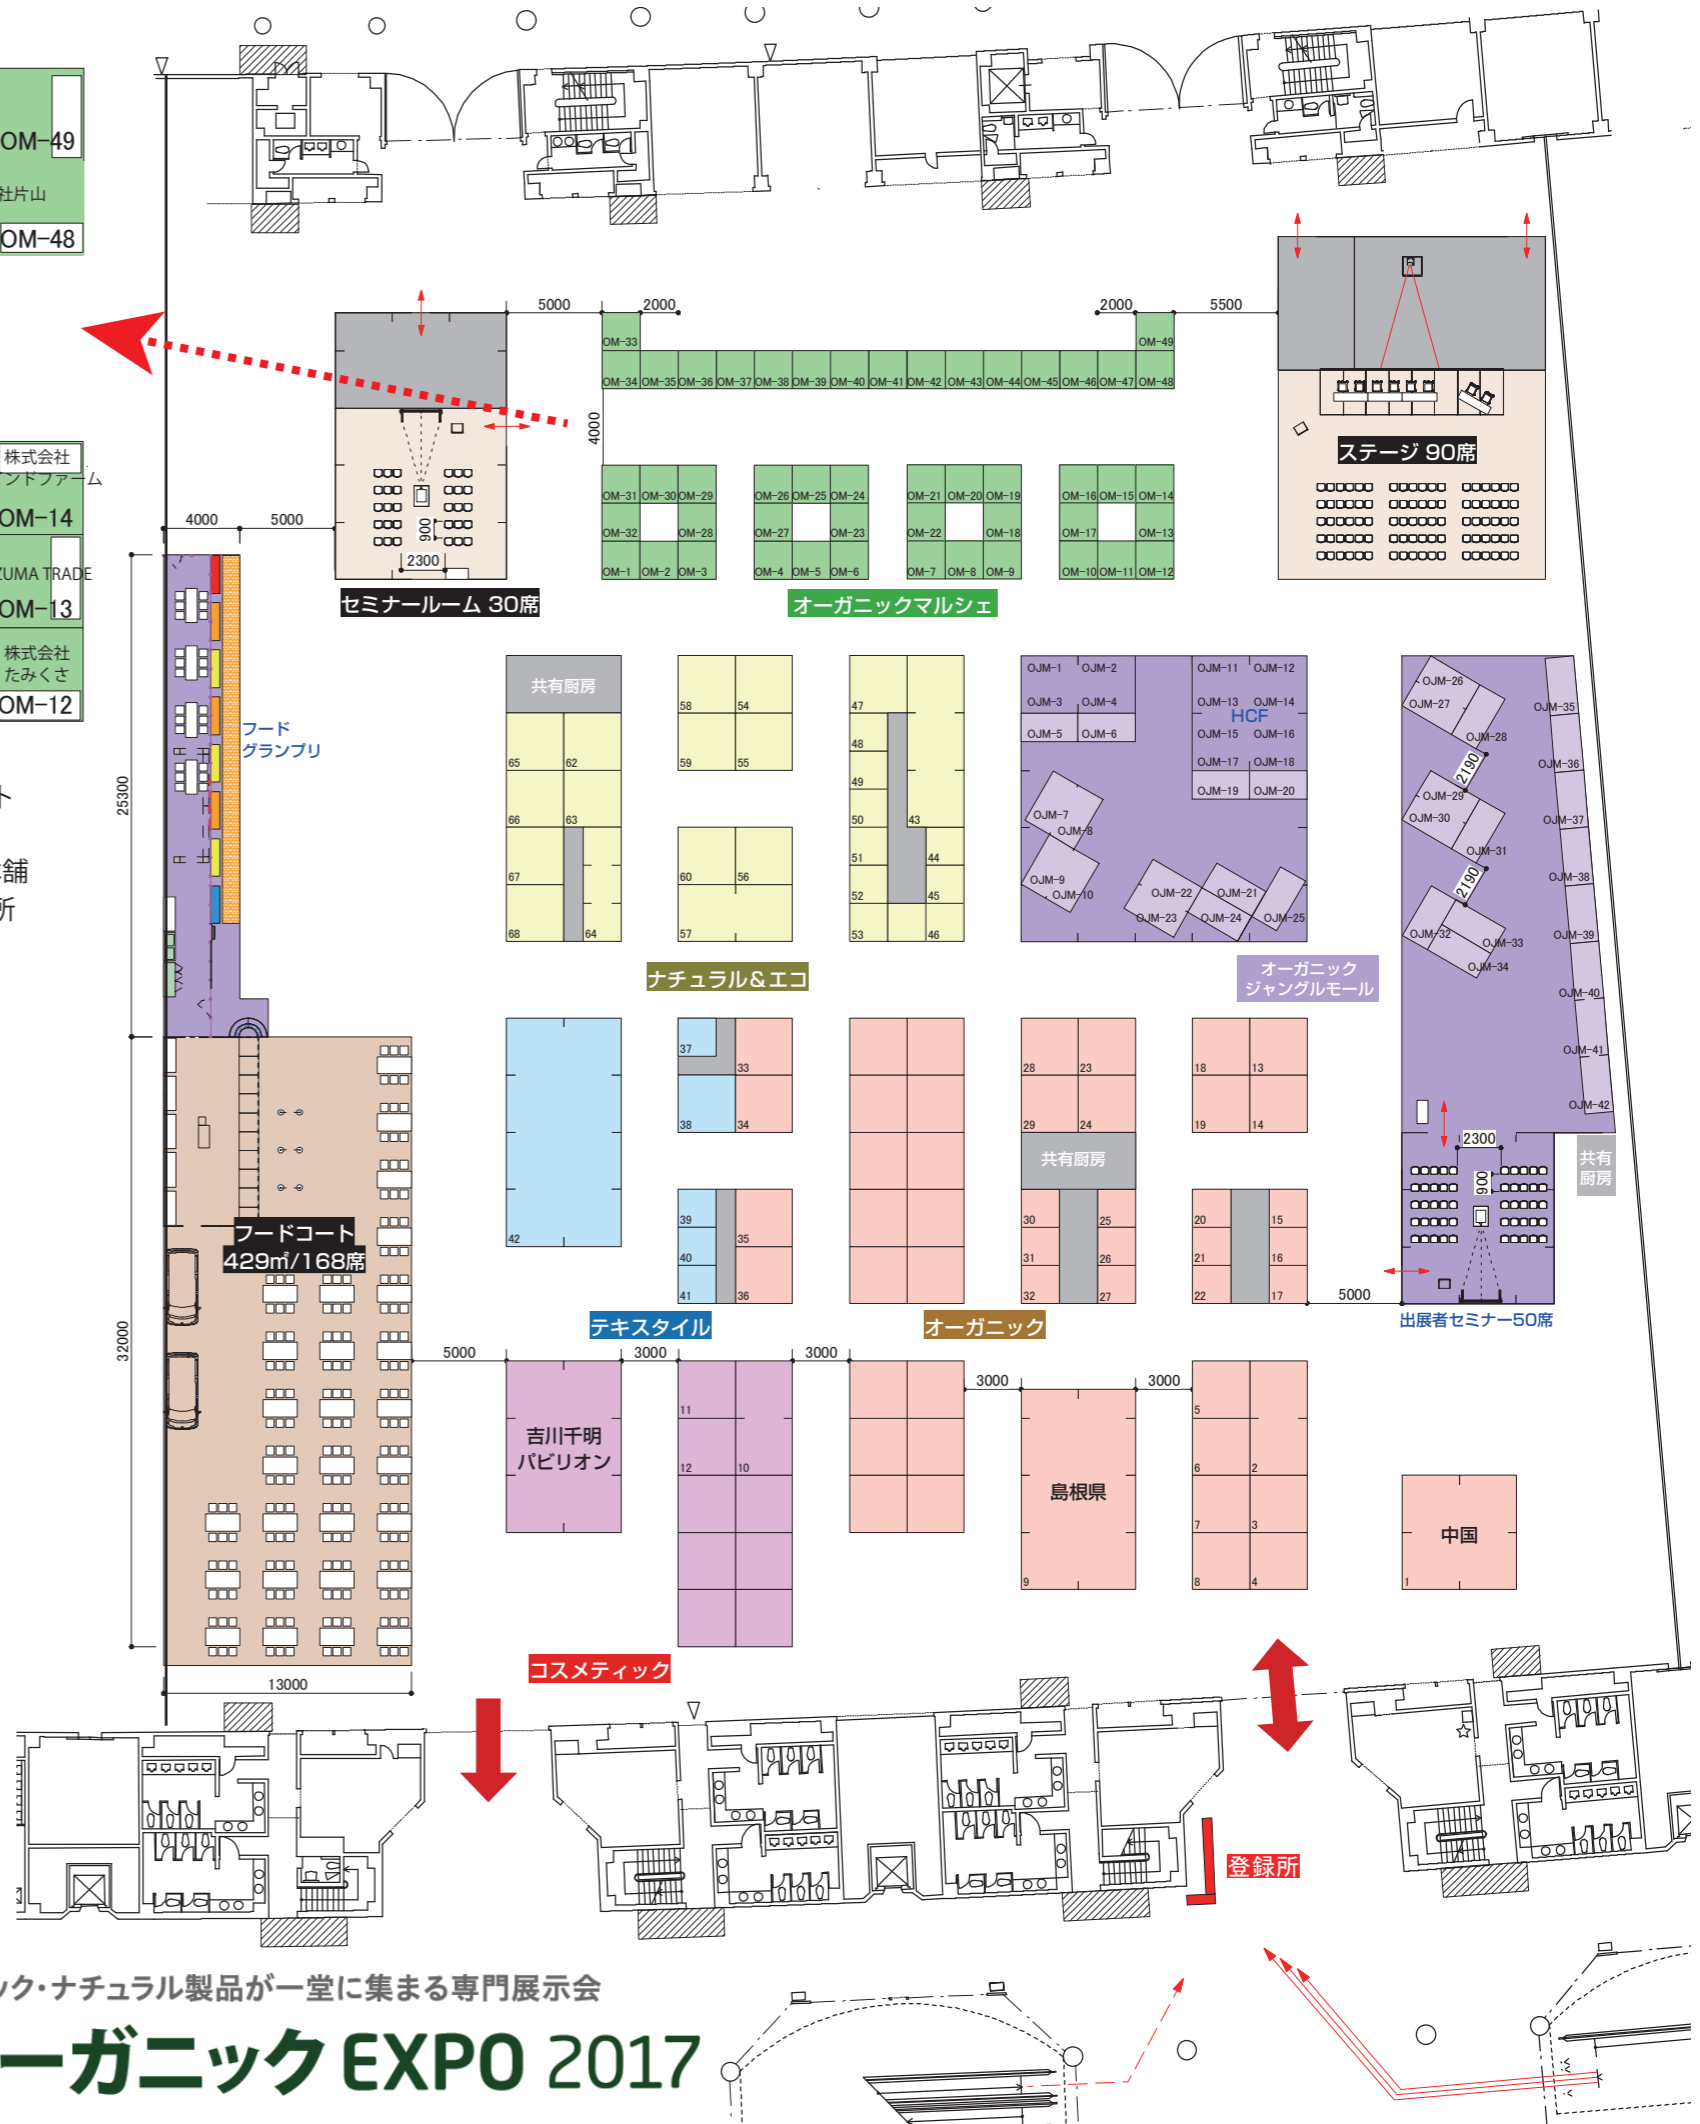 OM-49
社片山
OM-48
5000
2000
2000
5500
OM-33
OM-49
OM-34 OM-35 OM-36 OM-37 OM-38 OM-39 OM-40 OM-41 OM-42 OM-43 OM-44 OM-45 OM-46 OM-47 OM-48
4000
ステージ 90席
株式会社
ンドファーム
OM-14
ZUMA TRADE
OM-13
株式会社
たみくさ
OM-12
4000
5000
900
2300
セミナールーム 30席
OM-31 OM-30 OM-29
OM-26 OM-25 OM-24
OM-21 OM-20 OM-19
OM-16 OM-15 OM-14
OM-32
OM-28
OM-27
OM-23
OM-22
OM-18
OM-17
OM-13
OM-1 OM-2 OM-3
OM-4 OM-5 OM-6
OM-7 OM-8 OM-9
OM-10 OM-11 OM-12
オーガニックマルシェ
フード
グランプリ
25300
ト
舗
所
共有厨房
65
62
66
63
67
68
64
58
54
59
55
60
56
57
47
48
49
50
43
51
44
52
45
53
46
ナチュラル&エコ
OJM-1 OJM-2
OJM-3 OJM-4
OJM-5 OJM-6
OJM-11 OJM-12
OJM-13 OJM-14
HCF
OJM-15 OJM-16
OJM-17 OJM-18
OJM-19 OJM-20
OJM-7
OJM-8
OJM-9
OJM-10
OJM-22
OJM-21
OJM-23
OJM-24
OJM-25
オーガニック
ジャングルモール
OJM-26
OJM-27
OJM-28
2190
OJM-29
OJM-30
OJM-31
2190
OJM-32
OJM-33
OJM-34
OJM-35
OJM-36
OJM-37
OJM-38
OJM-39
OJM-40
OJM-41
OJM-42
32000
フードコート
429㎡/168席
13000
42
37
33
38
34
39
35
40
41
36
テキスタイル
28
23
29
24
共有厨房
30
25
31
26
32
27
オーガニック
18
13
19
14
20
15
21
16
22
17
5000
2300
900
共有
厨房
出展者セミナー50席
5000
3000
3000
3000
3000
吉川千明
パビリオン
11
12
10
島根県
9
5
6
2
7
3
8
4
中国
1
コスメティック
登録所
ック・ナチュラル製品が一堂に集まる専門展示会
ーガニック EXPO 2017